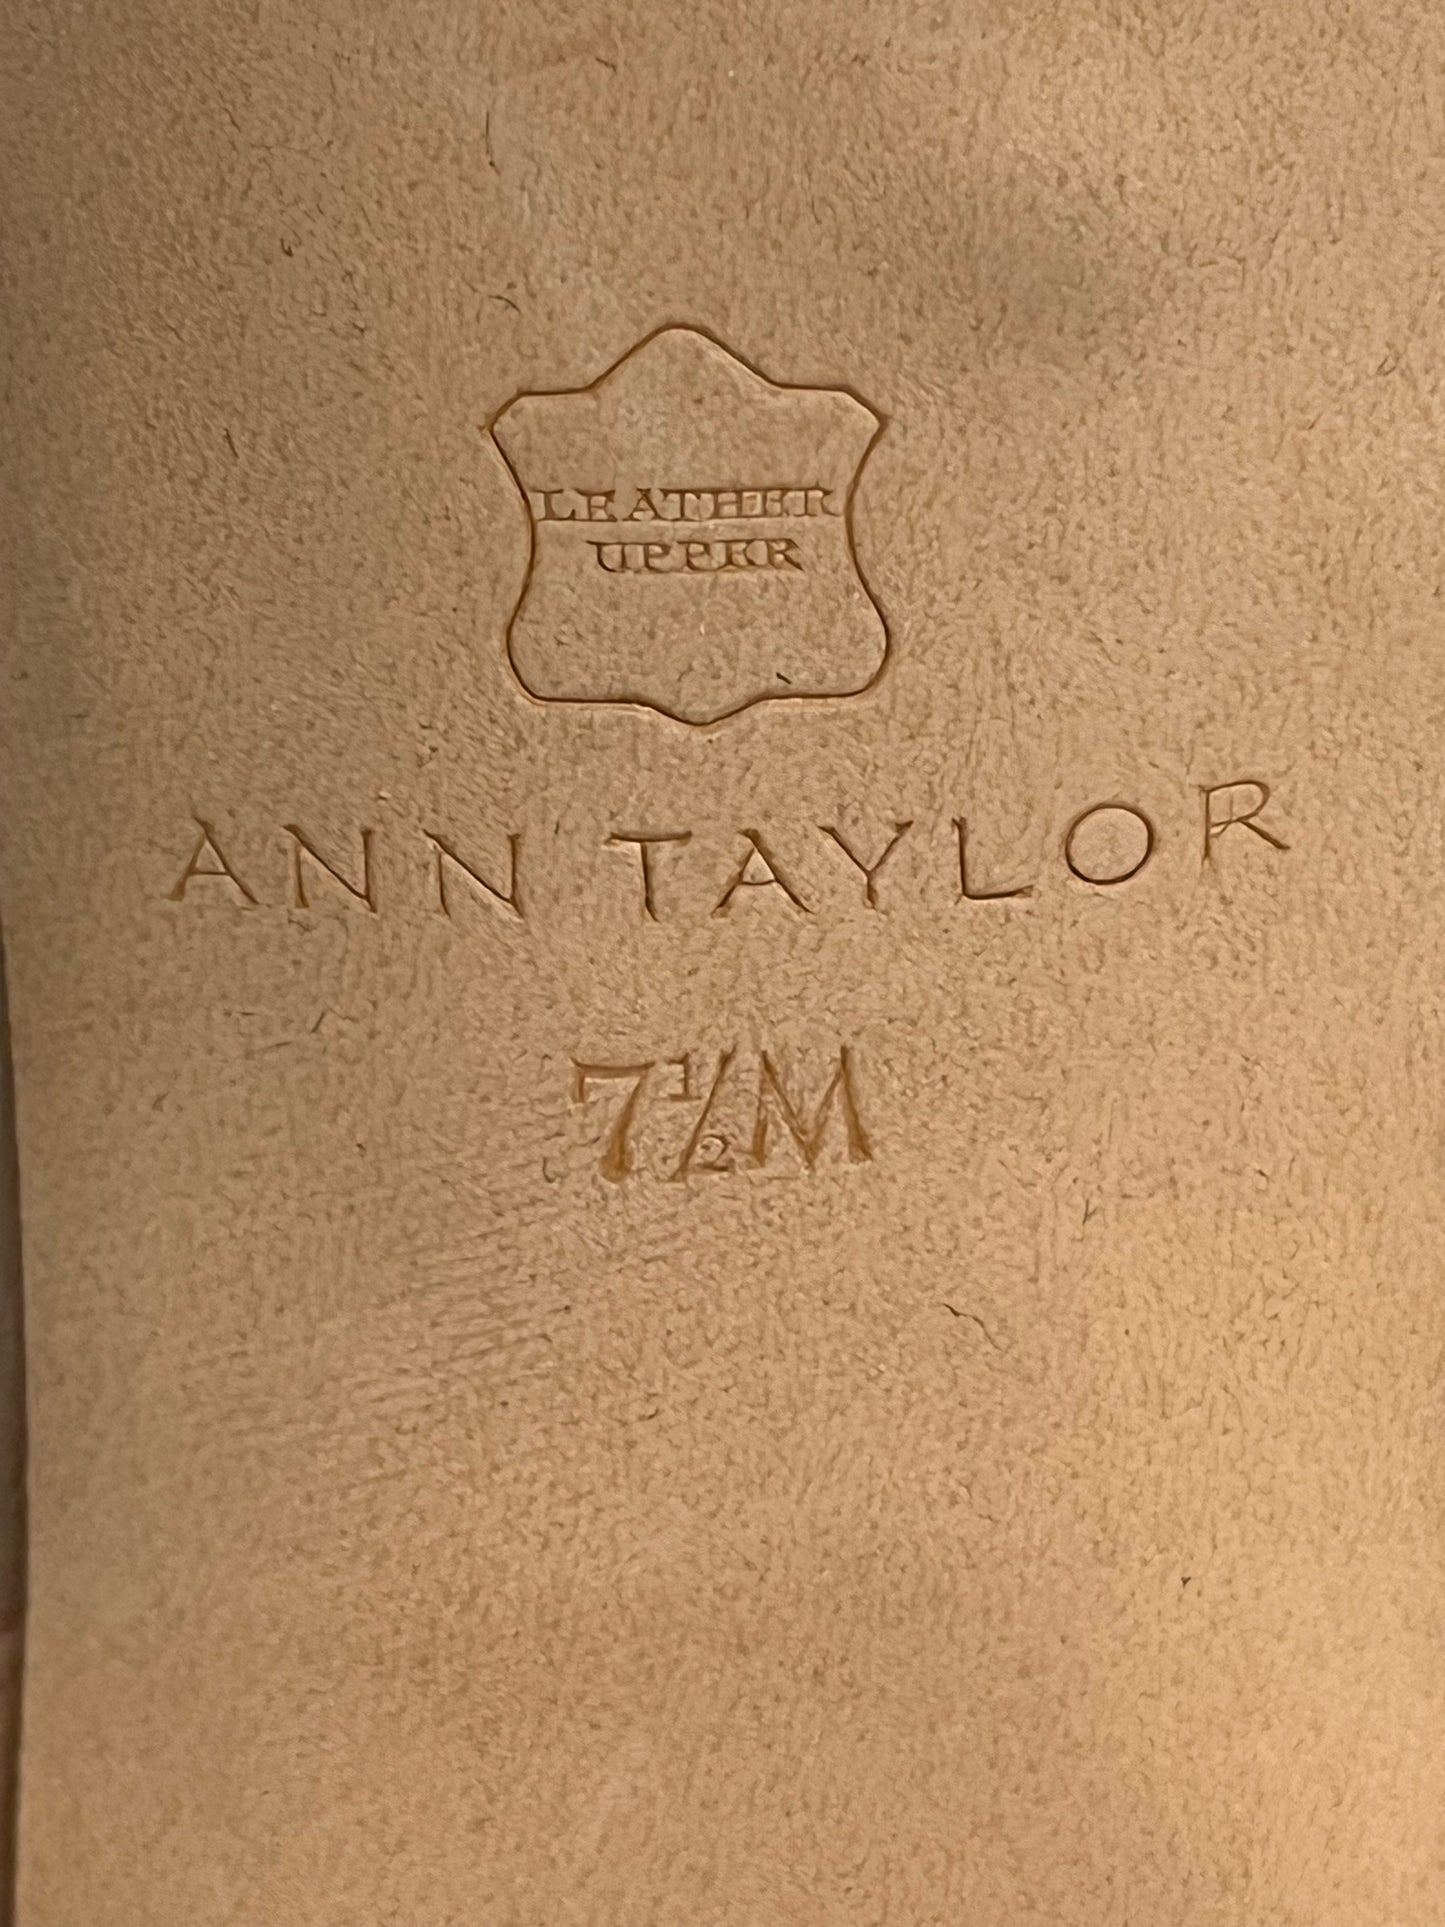 LEATHER
UPPER
ANN TAYLOR
7½M